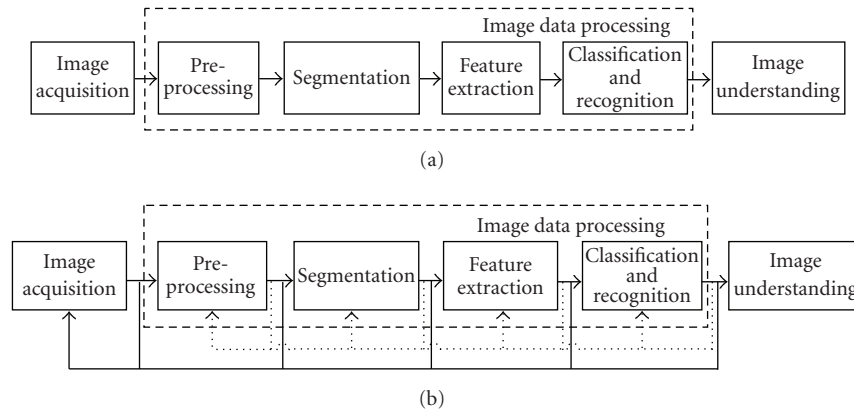 Image data processing
Image
acquisition
Pre-
processing
Segmentation
Feature
extraction
Classification
and
recognition
Image
understanding
(a)
Image data processing
Image
acquisition
Pre-
processing
Segmentation
Feature
extraction
Classification
and
recognition
Image
understanding
(b)